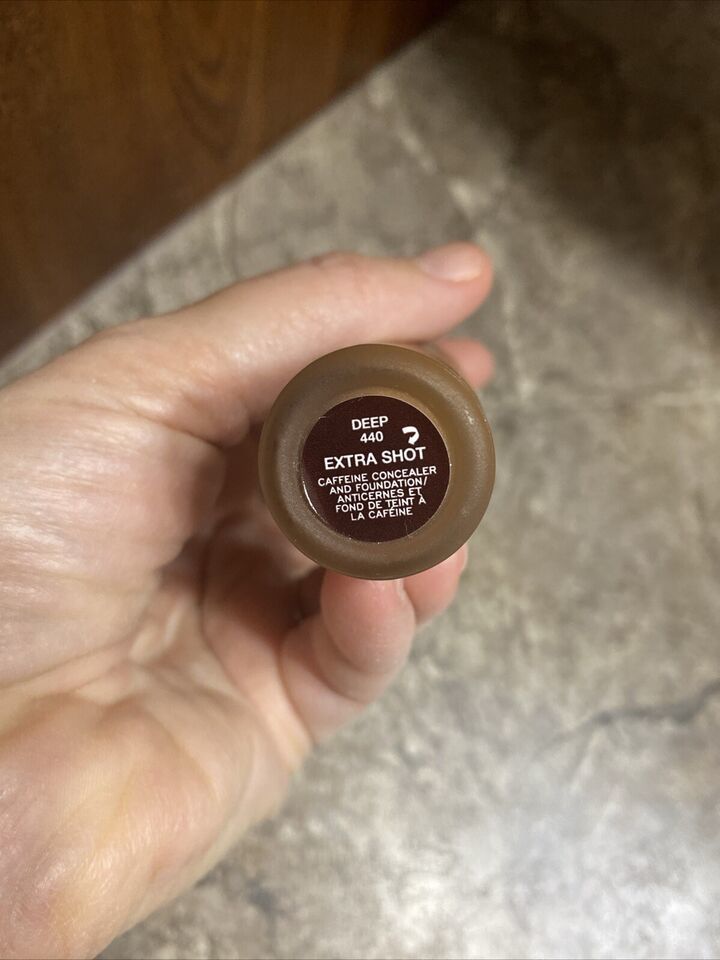 DEEP
440
EXTRA SHOT
CAFFEINE CONCEALER
AND FOUNDATION/
ANTICERNES ET
FOND DE TEINT À
LA CAFÉINE